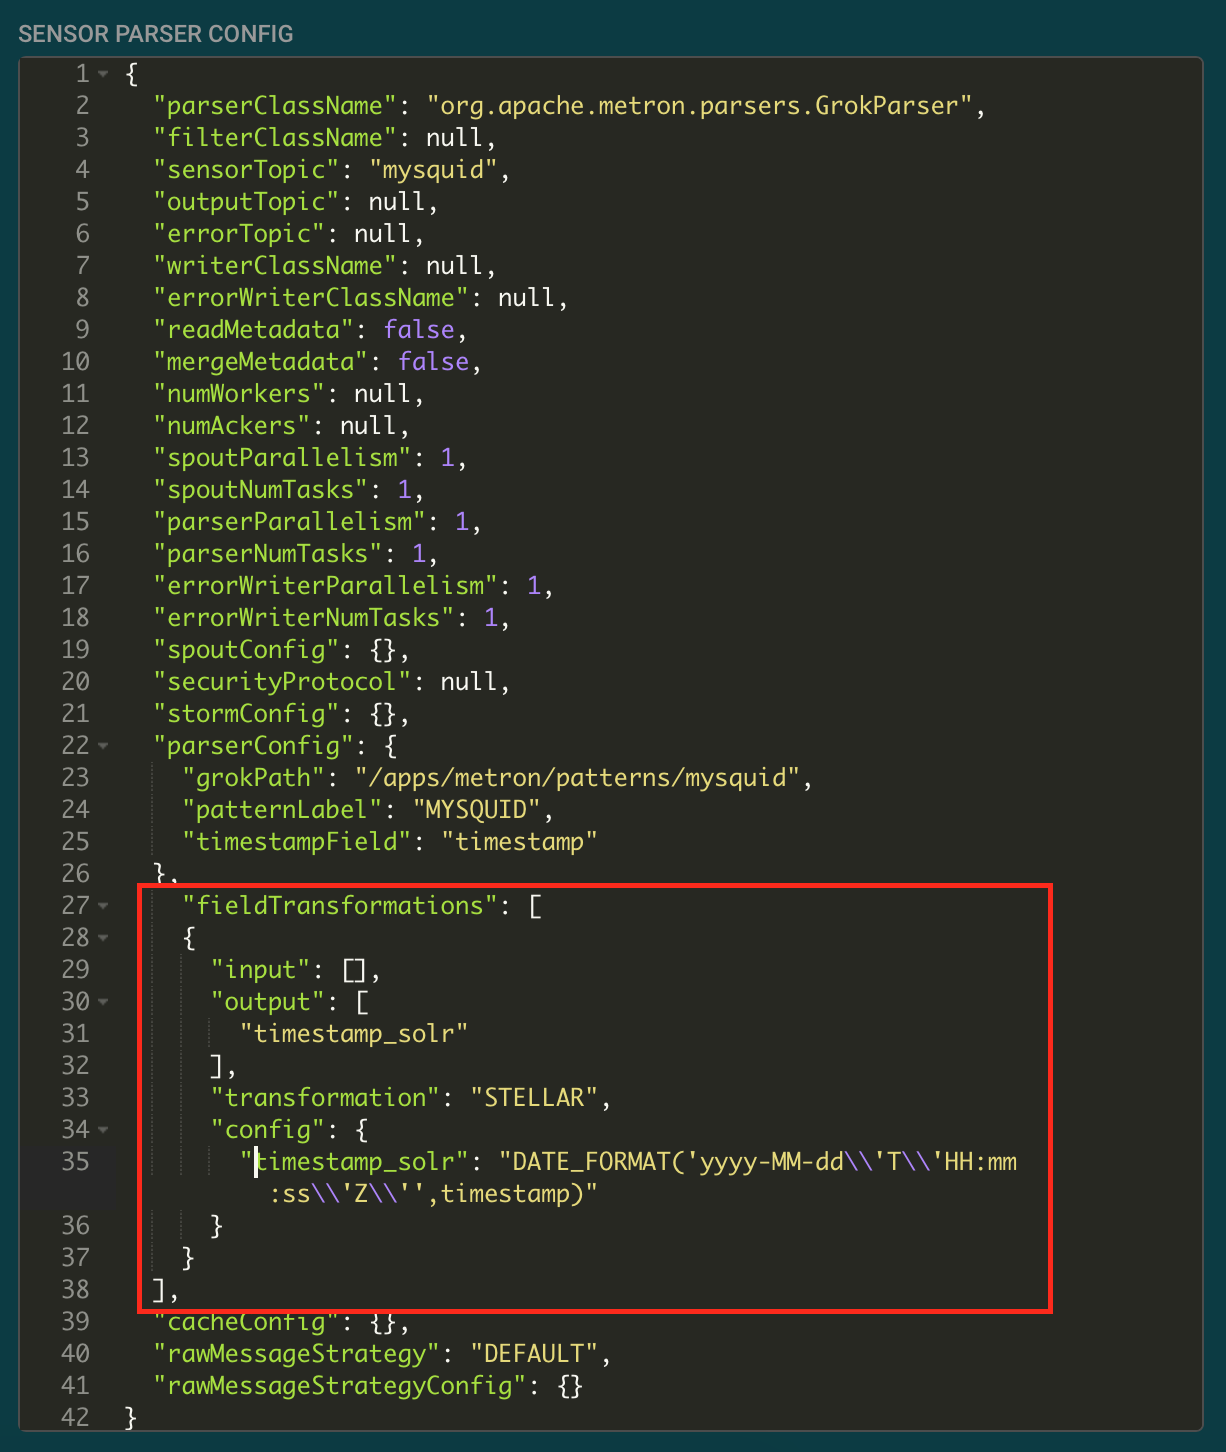 SENSOR PARSER CONFIG
1 {
2 "parserClassName": "org.apache.metron.parsers.GrokParser",
3 "filterClassName": null,
4 "sensorTopic": "mysquid",
5 "outputTopic": null,
6 "errorTopic": null,
7 "writerClassName": null,
8 "errorWriterClassName": null,
9 "readMetadata": false,
10 "mergeMetadata": false,
11 "numWorkers": null,
12 "numAckers": null,
13 "spoutParallelism": 1,
14 "spoutNumTasks": 1,
15 "parserParallelism": 1,
16 "parserNumTasks": 1,
17 "errorWriterParallelism": 1,
18 "errorWriterNumTasks": 1,
19 "spoutConfig": {},
20 "securityProtocol": null,
21 "stormConfig": {},
22 "parserConfig": {
23 "grokPath": "/apps/metron/patterns/mysquid",
24 "patternLabel": "MYSQUID",
25 "timestampField": "timestamp"
26 },
27 "fieldTransformations": [
28 {
29 "input": [],
30 "output": [
31 "timestamp_solr"
32 ],
33 "transformation": "STELLAR",
34 "config": {
35 "timestamp_solr": "DATE_FORMAT('yyyy-MM-dd\\'T\\'HH:mm
:ss\\'Z\\'',timestamp)"
36 }
37 }
38 ],
39 "cacheConfig": {},
40 "rawMessageStrategy": "DEFAULT",
41 "rawMessageStrategyConfig": {}
42 }